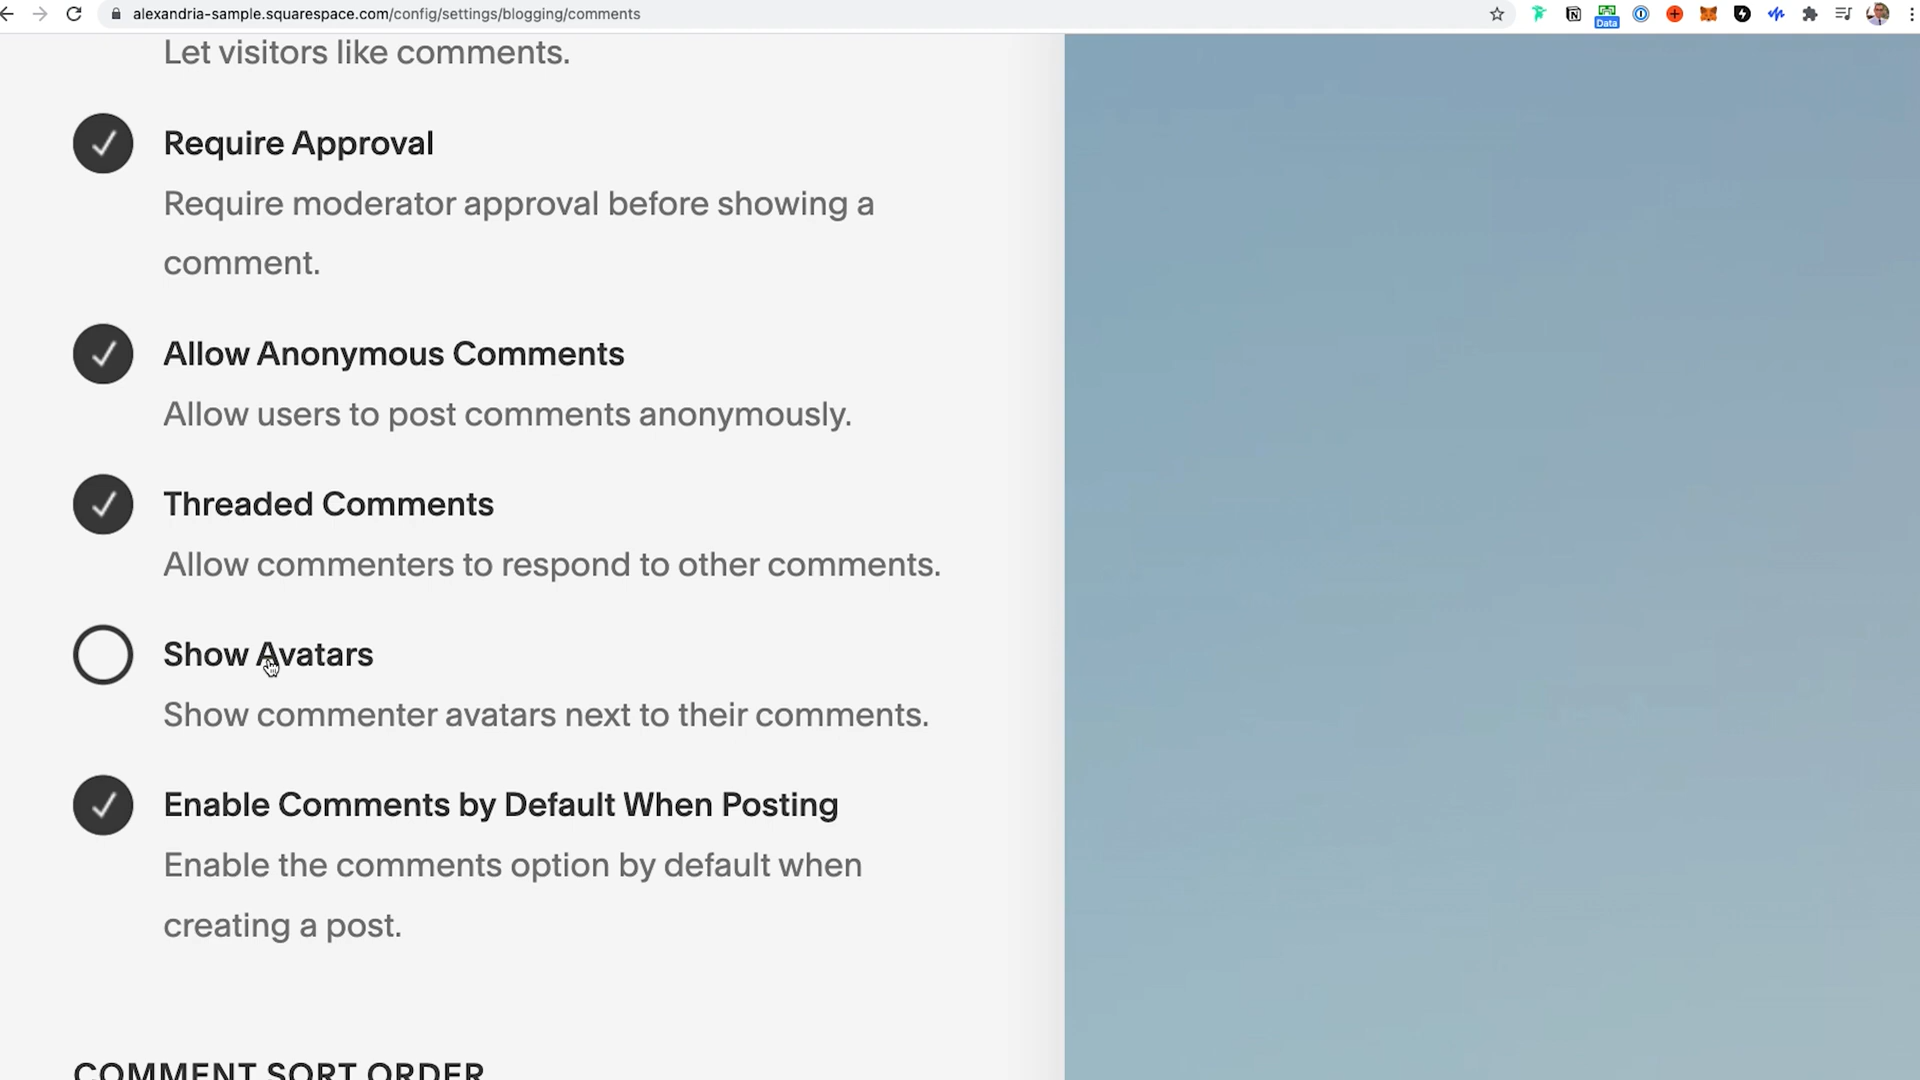 alexandria-sample.squarespace.com/config/settings/blogging/comments
Data
Let visitors like comments.
Require Approval
Require moderator approval before showing a
comment.
Allow Anonymous Comments
Allow users to post comments anonymously.
Threaded Comments
Allow commenters to respond to other comments.
Show Avatars
Show commenter avatars next to their comments.
Enable Comments by Default When Posting
Enable the comments option by default when
creating a post.
COMMENT SORT ORDER